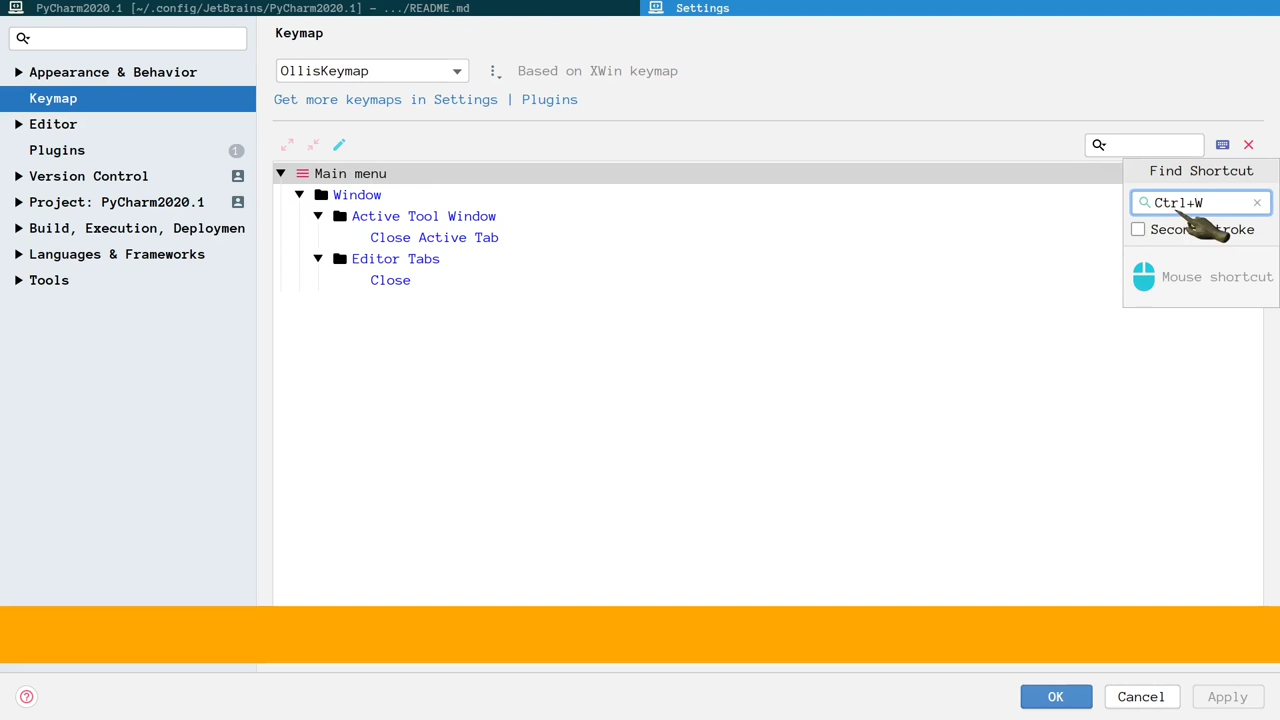 PyCharm2020.1 [~/.config/JetBrains/PyCharm2020.1] – .../README.md
Settings
Keymap
OllisKeymap
Based on XWin keymap
Get more keymaps in Settings | Plugins
Appearance & Behavior
Keymap
Editor
Plugins
1
Version Control
Project: PyCharm2020.1
Build, Execution, Deploymen
Languages & Frameworks
Tools
Main menu
Window
Active Tool Window
Close Active Tab
Editor Tabs
Close
Find Shortcut
Ctrl+W
Mouse shortcut
?
OK
Cancel
Apply